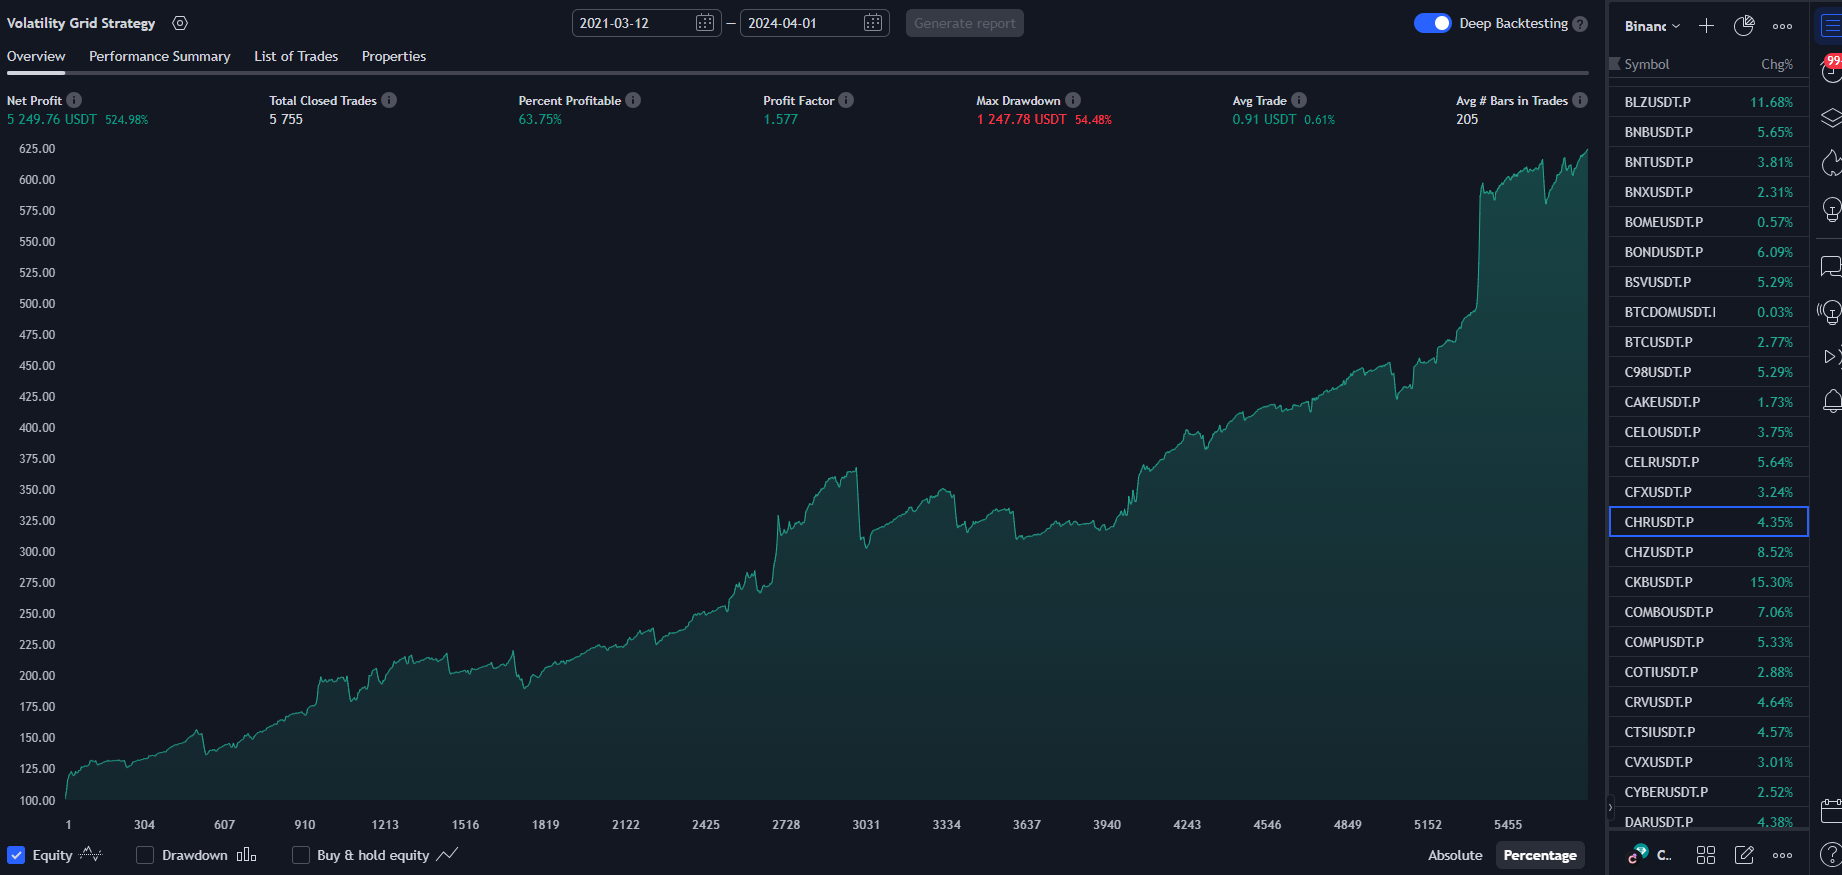 Volatility Grid Strategy
2021-03-12 — 2024-04-01 Generate report
Deep Backtesting ?
Overview Performance Summary List of Trades Properties
Net Profit Total Closed Trades Percent Profitable Profit Factor Max Drawdown Avg Trade Avg # Bars in Trades
5 249.76 USDT 524.98% 5 755 63.75% 1.577 1 247.78 USDT 54.48% 0.91 USDT 0.61% 205
625.00
600.00
575.00
550.00
525.00
500.00
475.00
450.00
425.00
400.00
375.00
350.00
325.00
300.00
275.00
250.00
225.00
200.00
175.00
150.00
125.00
100.00
1 304 607 910 1213 1516 1819 2122 2425 2728 3031 3334 3637 3940 4243 4546 4849 5152 5455
Equity Drawdown Buy & hold equity Absolute Percentage
Binanc
99+
Symbol Chg%
BLZUSDT.P 11.68%
BNBUSDT.P 5.65%
BNTUSDT.P 3.81%
BNXUSDT.P 2.31%
BOMEUSDT.P 0.57%
BONDUSDT.P 6.09%
BSVUSDT.P 5.29%
BTCDOMUSDT.I 0.03%
BTCUSDT.P 2.77%
C98USDT.P 5.29%
CAKEUSDT.P 1.73%
CELOUSDT.P 3.75%
CELRUSDT.P 5.64%
CFXUSDT.P 3.24%
CHRUSDT.P 4.35%
CHZUSDT.P 8.52%
CKBUSDT.P 15.30%
COMBOUSDT.P 7.06%
COMPUSDT.P 5.33%
COTIUSDT.P 2.88%
CRVUSDT.P 4.64%
CTSIUSDT.P 4.57%
CVXUSDT.P 3.01%
CYBERUSDT.P 2.52%
DARUSDT.P 4.38%
C..